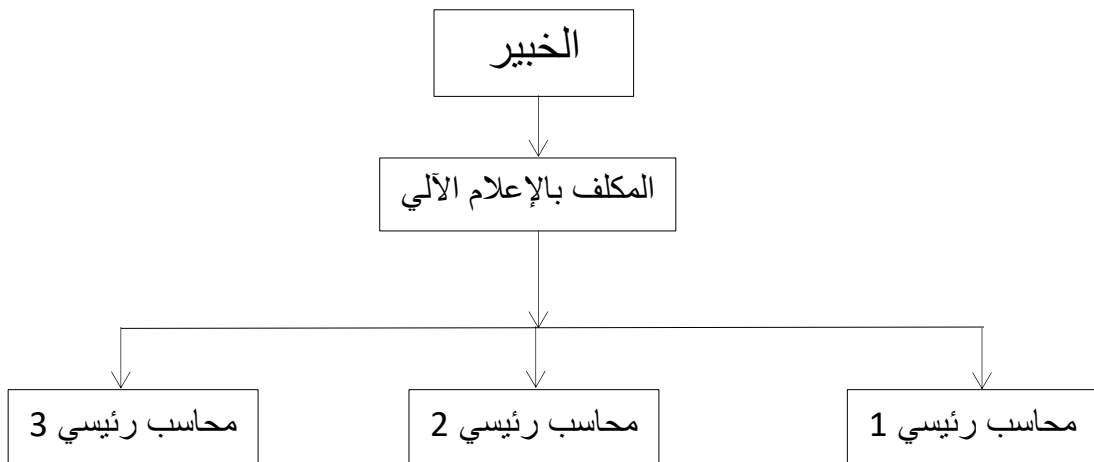 الخبير
المكلف بالإعلام الآلي
محاسب رئيسي 1
محاسب رئيسي 2
محاسب رئيسي 3